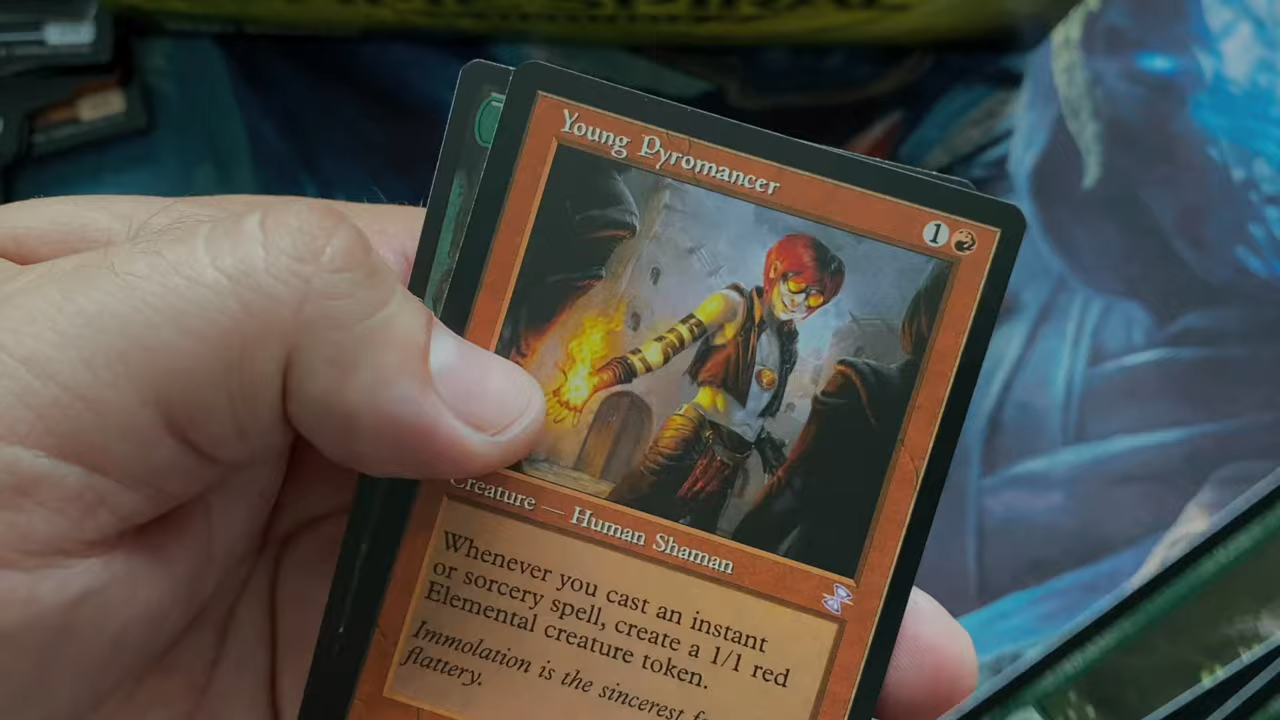 Young Pyromancer
1
Creature — Human Shaman
Whenever you cast an instant
or sorcery spell, create a 1/1 red
Elemental creature token.
Immolation is the sincerest
flattery.